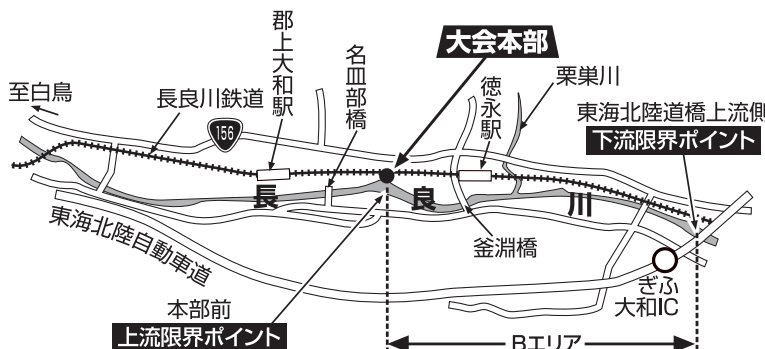 郡上大和駅
名皿部橋
大会本部
徳永駅
栗巣川
至白鳥
長良川鉄道
156
東海北陸道橋上流側
下流限界ポイント
長良川
東海北陸自動車道
釜淵橋
ぎふ
大和IC
本部前
上流限界ポイント
Bエリア